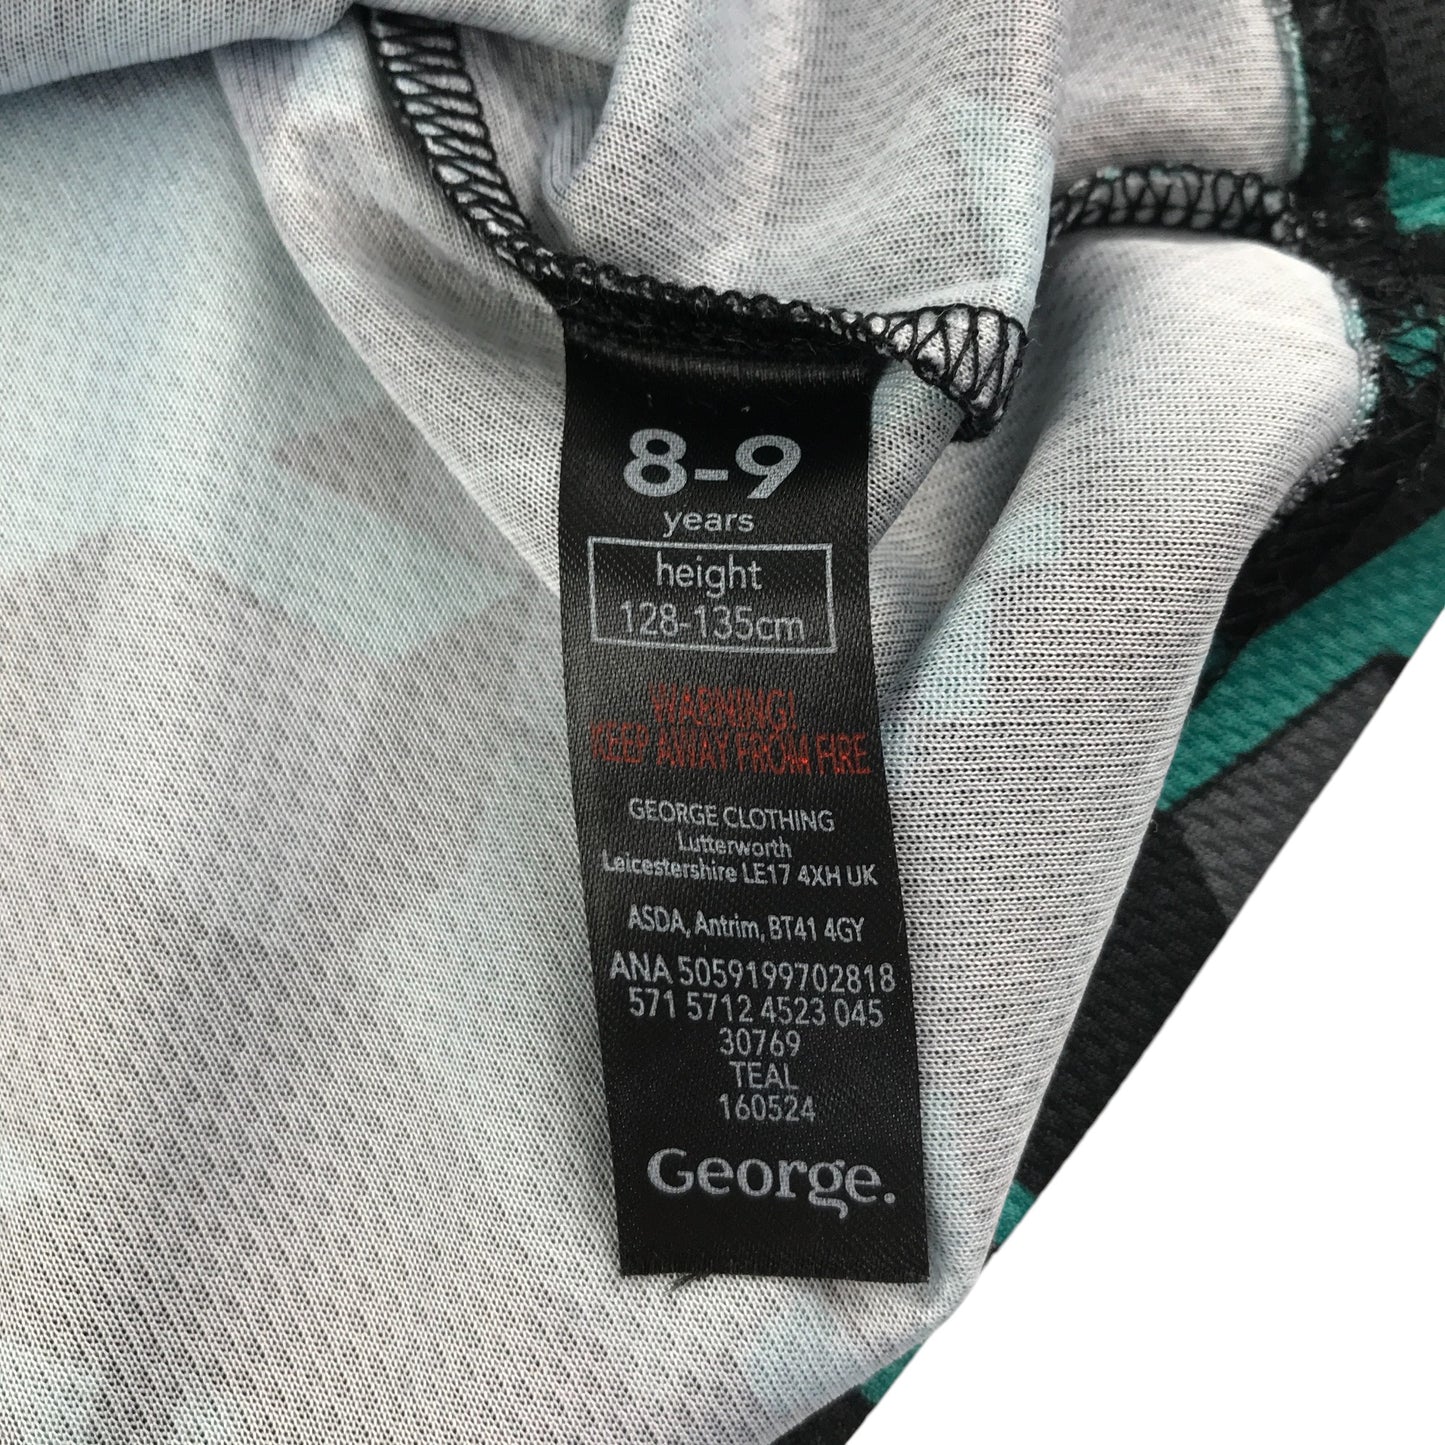 8-9
years
height
128-135cm
WARNING!
KEEP AWAY FROM FIRE
GEORGE CLOTHING
Lutterworth
Leicestershire LE17 4XH UK
ASDA, Antrim, BT41 4GY
ANA 5059199702818
571 5712 4523 045
30769
TEAL
160524
George.